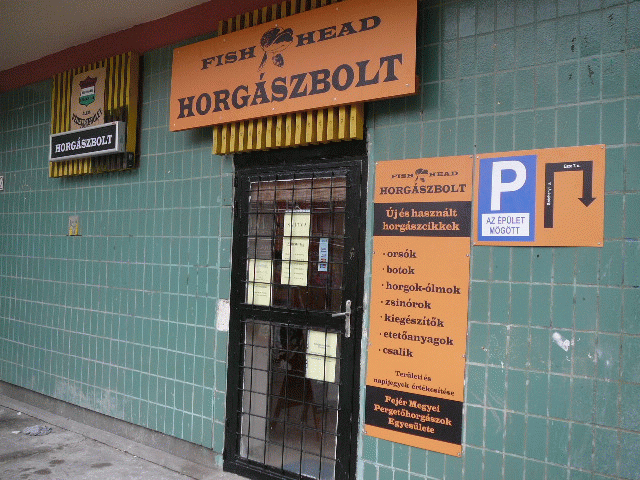 FISH HEAD
HORGÁSZBOLT
HORGÁSZBOLT
FISH HEAD
HORGÁSZBOLT
Új és használt
horgászcikkek
· orsók
· botok
· horgok-ólmok
· zsinórok
· kiegészítők
· etetőanyagok
· csalik
Területi és
napijegyek értékesítése
Fejér Megyei
Pergetőhorgászok
Egyesülete
P
AZ ÉPÜLET
MÖGÖTT